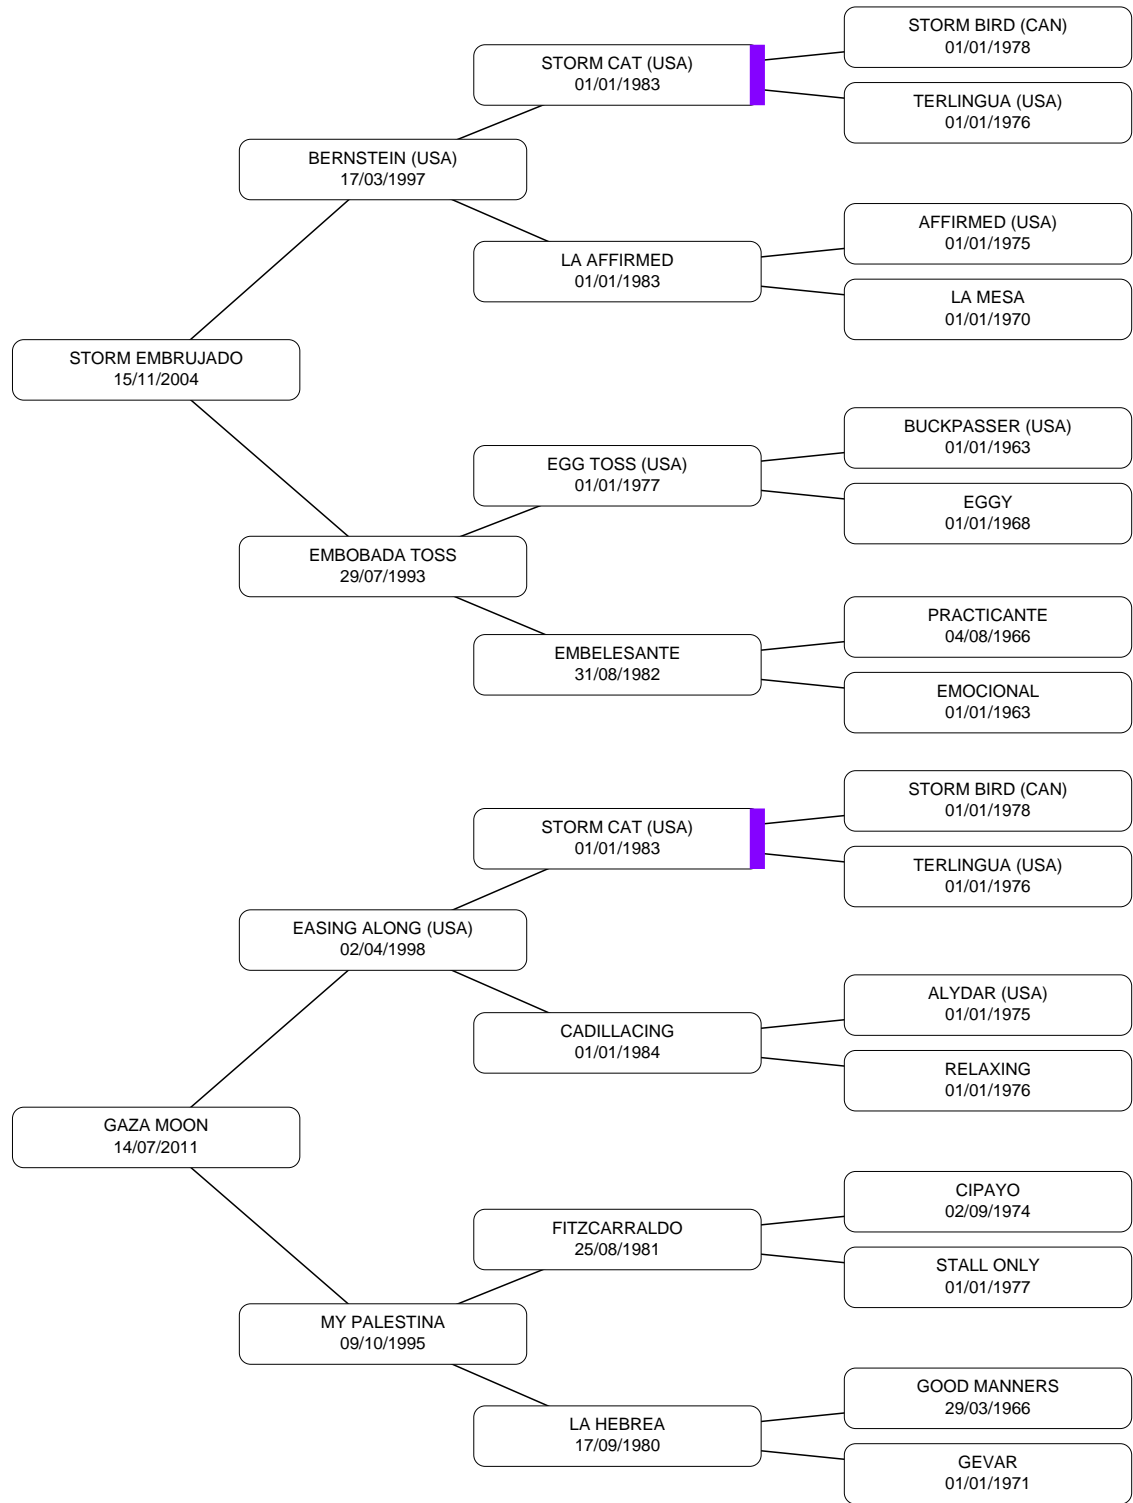 STORM BIRD (CAN)
01/01/1978
STORM CAT (USA)
01/01/1983
TERLINGUA (USA)
01/01/1976
BERNSTEIN (USA)
17/03/1997
AFFIRMED (USA)
01/01/1975
LA AFFIRMED
01/01/1983
LA MESA
01/01/1970
STORM EMBRUJADO
15/11/2004
BUCKPASSER (USA)
01/01/1963
EGG TOSS (USA)
01/01/1977
EGGY
01/01/1968
EMBOBADA TOSS
29/07/1993
PRACTICANTE
04/08/1966
EMBELESANTE
31/08/1982
EMOCIONAL
01/01/1963
STORM BIRD (CAN)
01/01/1978
STORM CAT (USA)
01/01/1983
TERLINGUA (USA)
01/01/1976
EASING ALONG (USA)
02/04/1998
ALYDAR (USA)
01/01/1975
CADILLACING
01/01/1984
RELAXING
01/01/1976
GAZA MOON
14/07/2011
CIPAYO
02/09/1974
FITZCARRALDO
25/08/1981
STALL ONLY
01/01/1977
MY PALESTINA
09/10/1995
GOOD MANNERS
29/03/1966
LA HEBREA
17/09/1980
GEVAR
01/01/1971